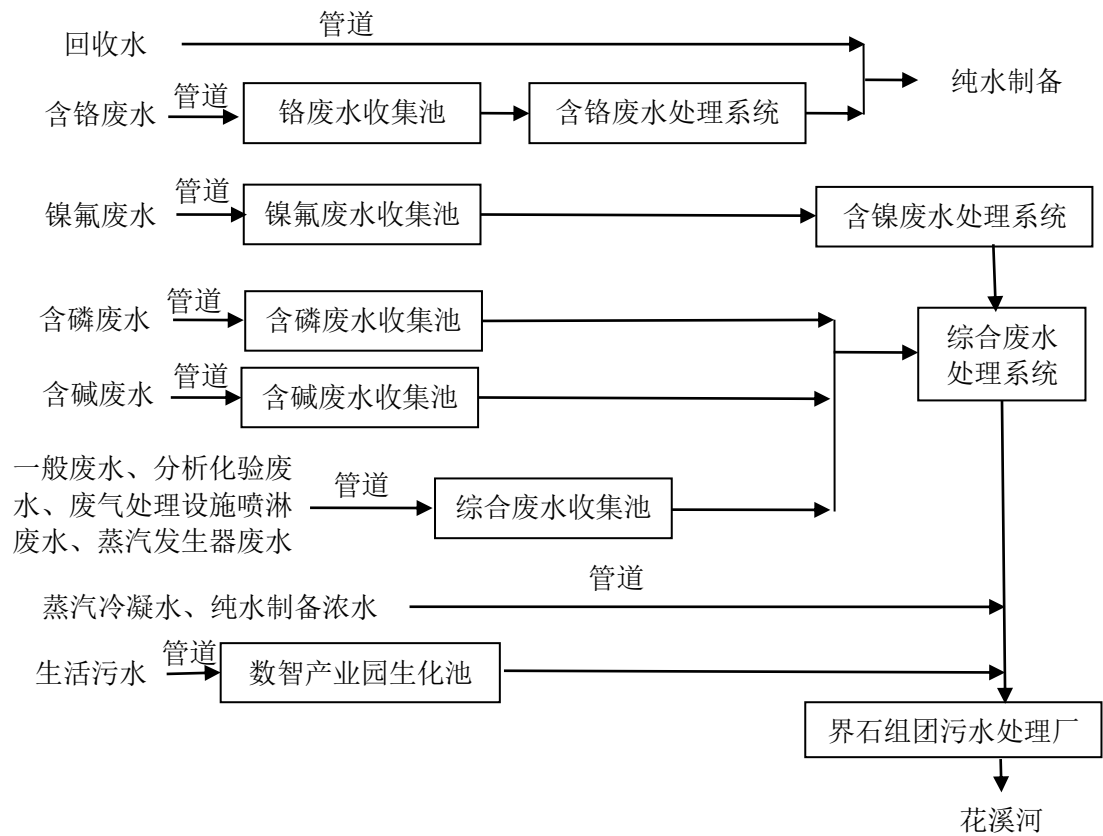 管道
回收水
纯水制备
管道
含铬废水
铬废水收集池
含铬废水处理系统
管道
镍氟废水
镍氟废水收集池
含镍废水处理系统
管道
含磷废水
含磷废水收集池
综合废水
处理系统
管道
含碱废水
含碱废水收集池
一般废水、分析化验废
水、废气处理设施喷淋
废水、蒸汽发生器废水
管道
综合废水收集池
管道
蒸汽冷凝水、纯水制备浓水
管道
生活污水
数智产业园生化池
界石组团污水处理厂
花溪河